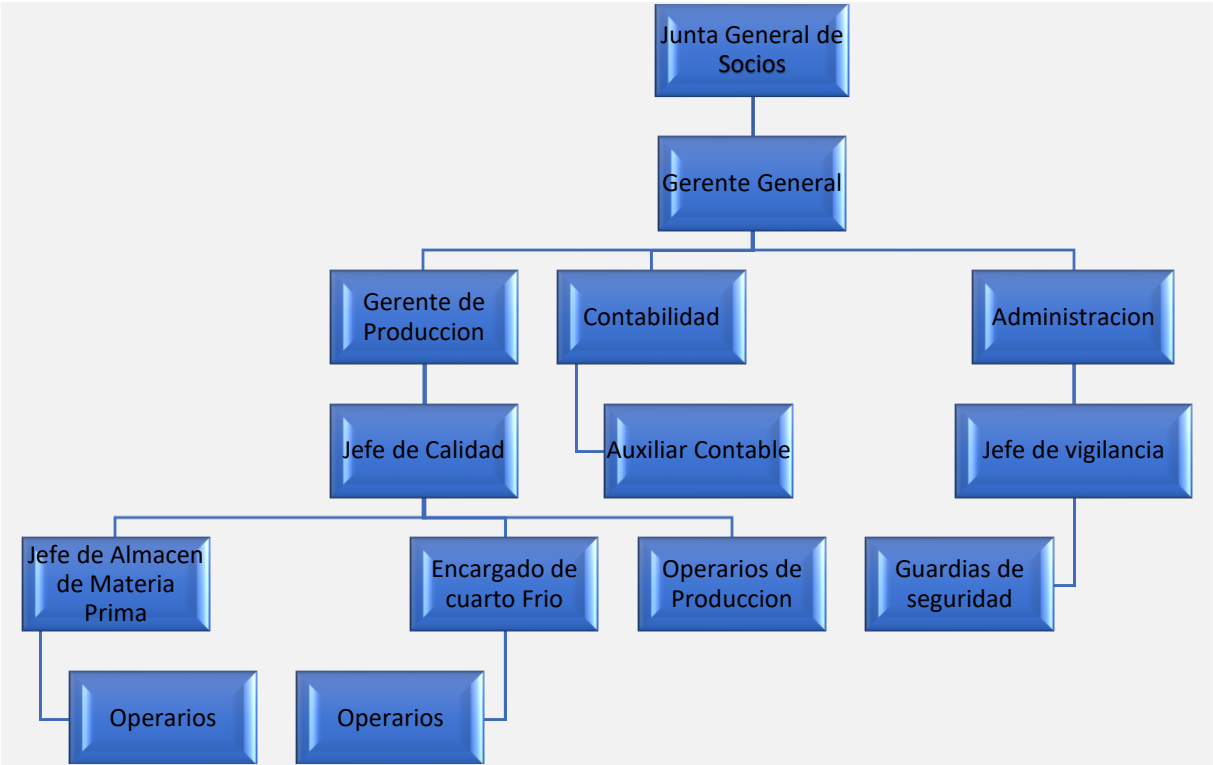 Junta General de
Socios
Gerente General
Gerente de
Produccion
Contabilidad
Administracion
Jefe de Calidad
Auxiliar Contable
Jefe de vigilancia
Jefe de Almacen
de Materia
Prima
Encargado de
cuarto Frio
Operarios de
Produccion
Guardias de
seguridad
Operarios
Operarios